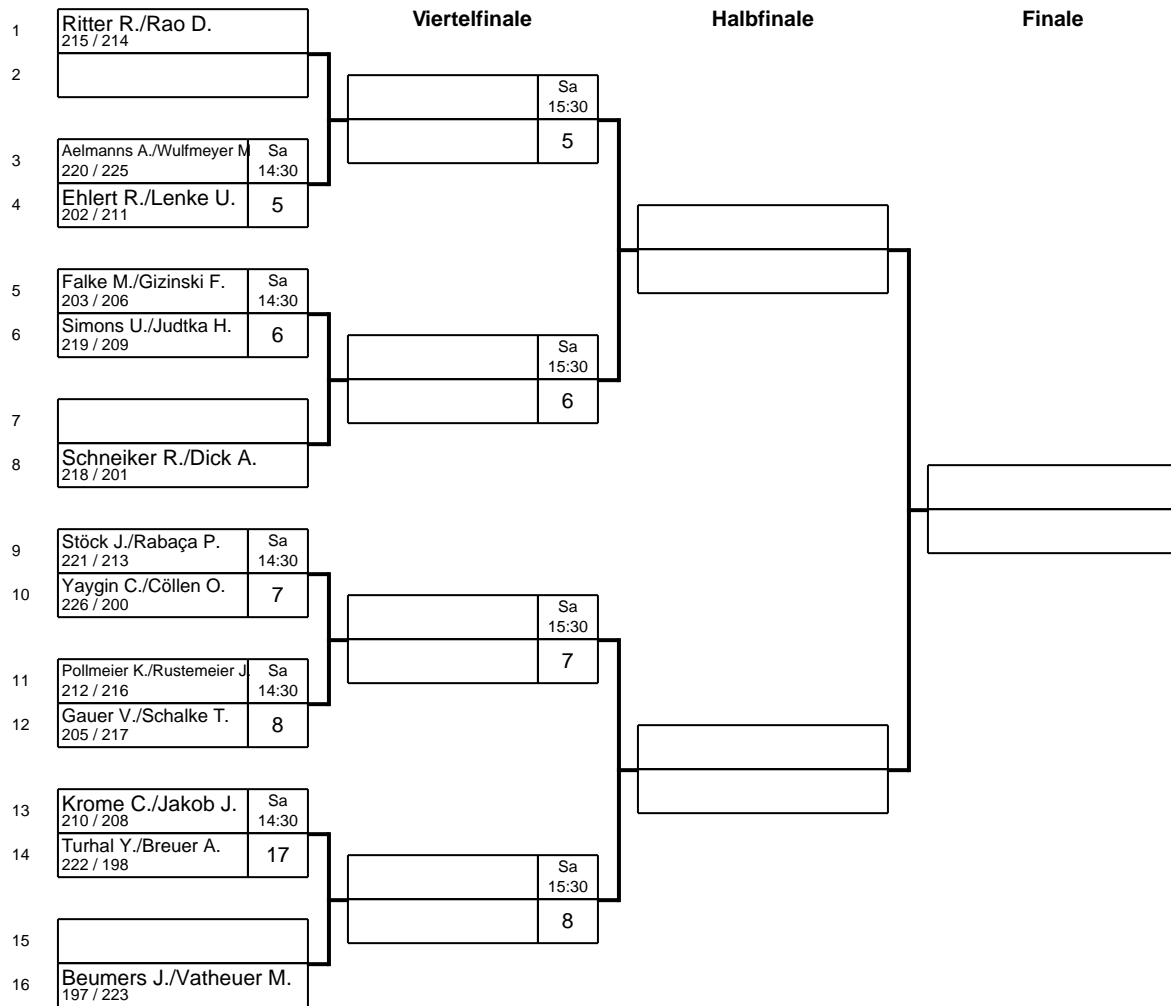 Viertelfinale Halbfinale Finale
1 Ritter R./Rao D.
215 / 214
2
Sa
15:30
5
3 Aelmanns A./Wulfmeyer M Sa
220 / 225 14:30
4 Ehlert R./Lenke U. 5
202 / 211
5 Falke M./Gizinski F. Sa
203 / 206 14:30
6 Simons U./Judtka H. 6
219 / 209
Sa
15:30
6
7
8 Schneiker R./Dick A.
218 / 201
9 Stöck J./Rabaça P. Sa
221 / 213 14:30
10 Yaygin C./Cöllen O. 7
226 / 200
Sa
15:30
7
11 Pollmeier K./Rustemeier J. Sa
212 / 216 14:30
12 Gauer V./Schalke T. 8
205 / 217
13 Krome C./Jakob J. Sa
210 / 208 14:30
14 Turhal Y./Breuer A. 17
222 / 198
Sa
15:30
8
15
16 Beumers J./Vatheuer M.
197 / 223